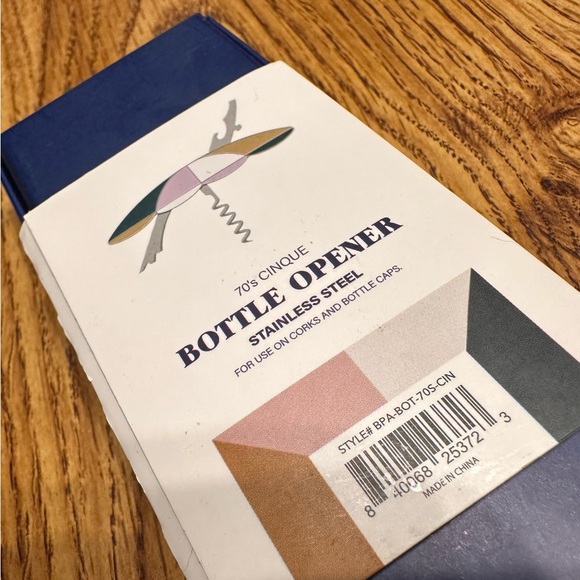 70's CINQUE
BOTTLE OPENER
STAINLESS STEEL
FOR USE ON CORKS AND BOTTLE CAPS.
STYLE# BPA-BOT-70S-CIN
8 40068 25372 3
MADE IN CHINA